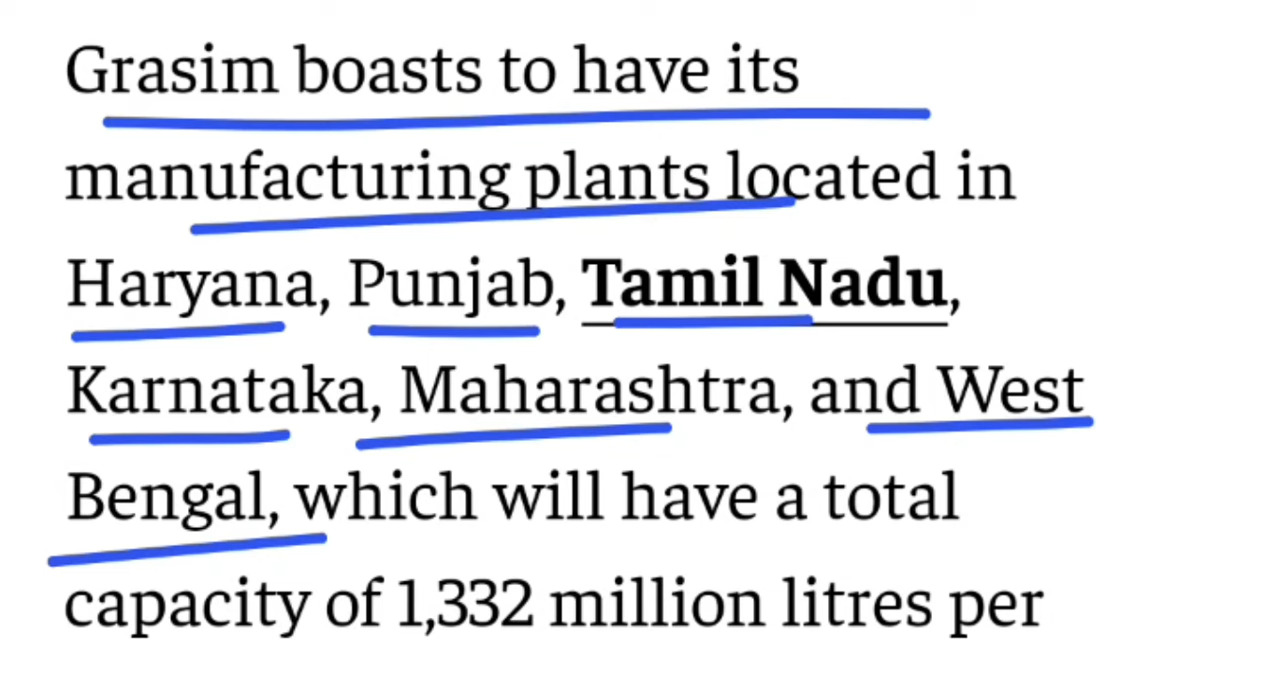 Grasim boasts to have its
manufacturing plants located in
Haryana, Punjab, Tamil Nadu,
Karnataka, Maharashtra, and West
Bengal, which will have a total
capacity of 1,332 million litres per